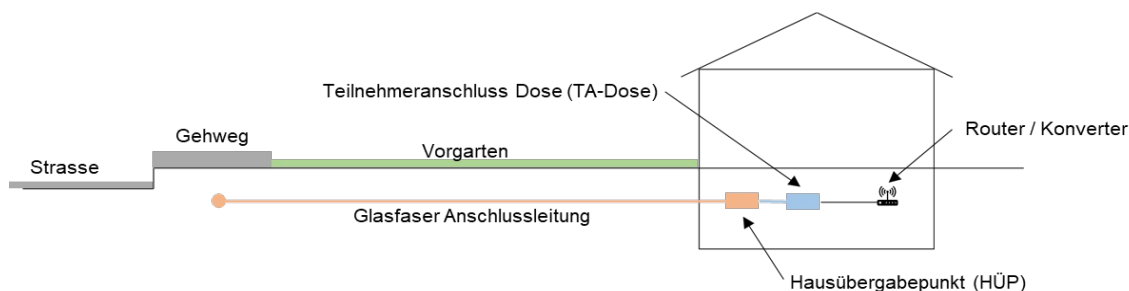 Teilnehmeranschluss Dose (TA-Dose)
Router / Konverter
Gehweg
Vorgarten
Strasse
Glasfaser Anschlussleitung
Hausübergabepunkt (HÜP)